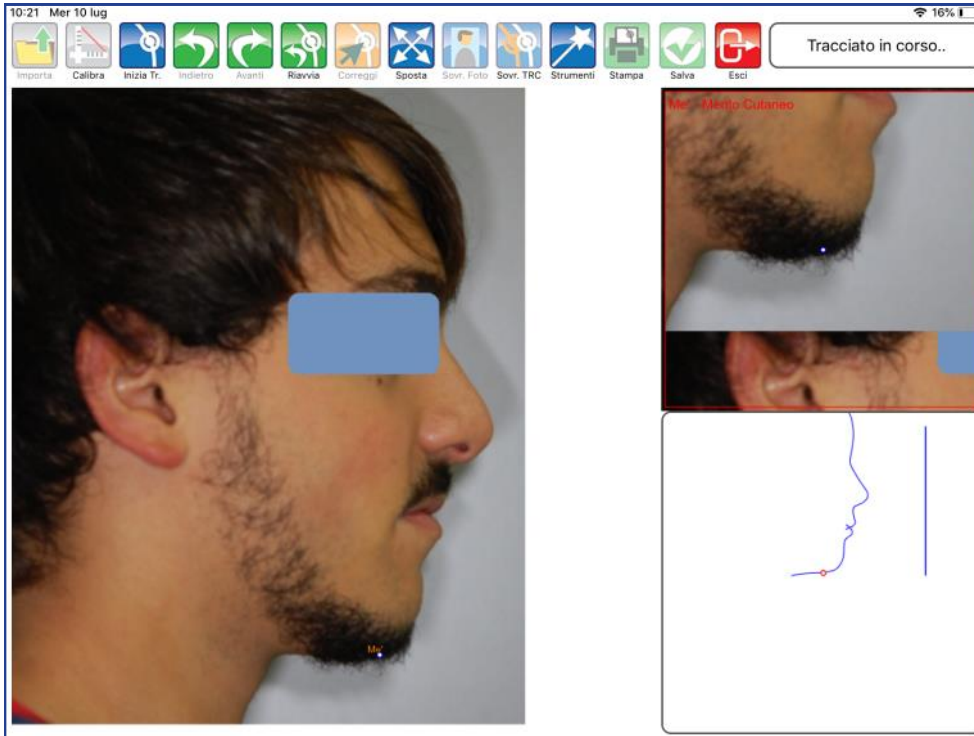 10:21 Mer 10 lug 16%
Importa Calibra Inizia Tr. Indietro Avanti Riavvia Correggi Sposta Sovr. Foto Sovr. TRC Strumenti Stampa Salva Esci
Tracciato in corso..
Me' - Mento Cutaneo
Me'